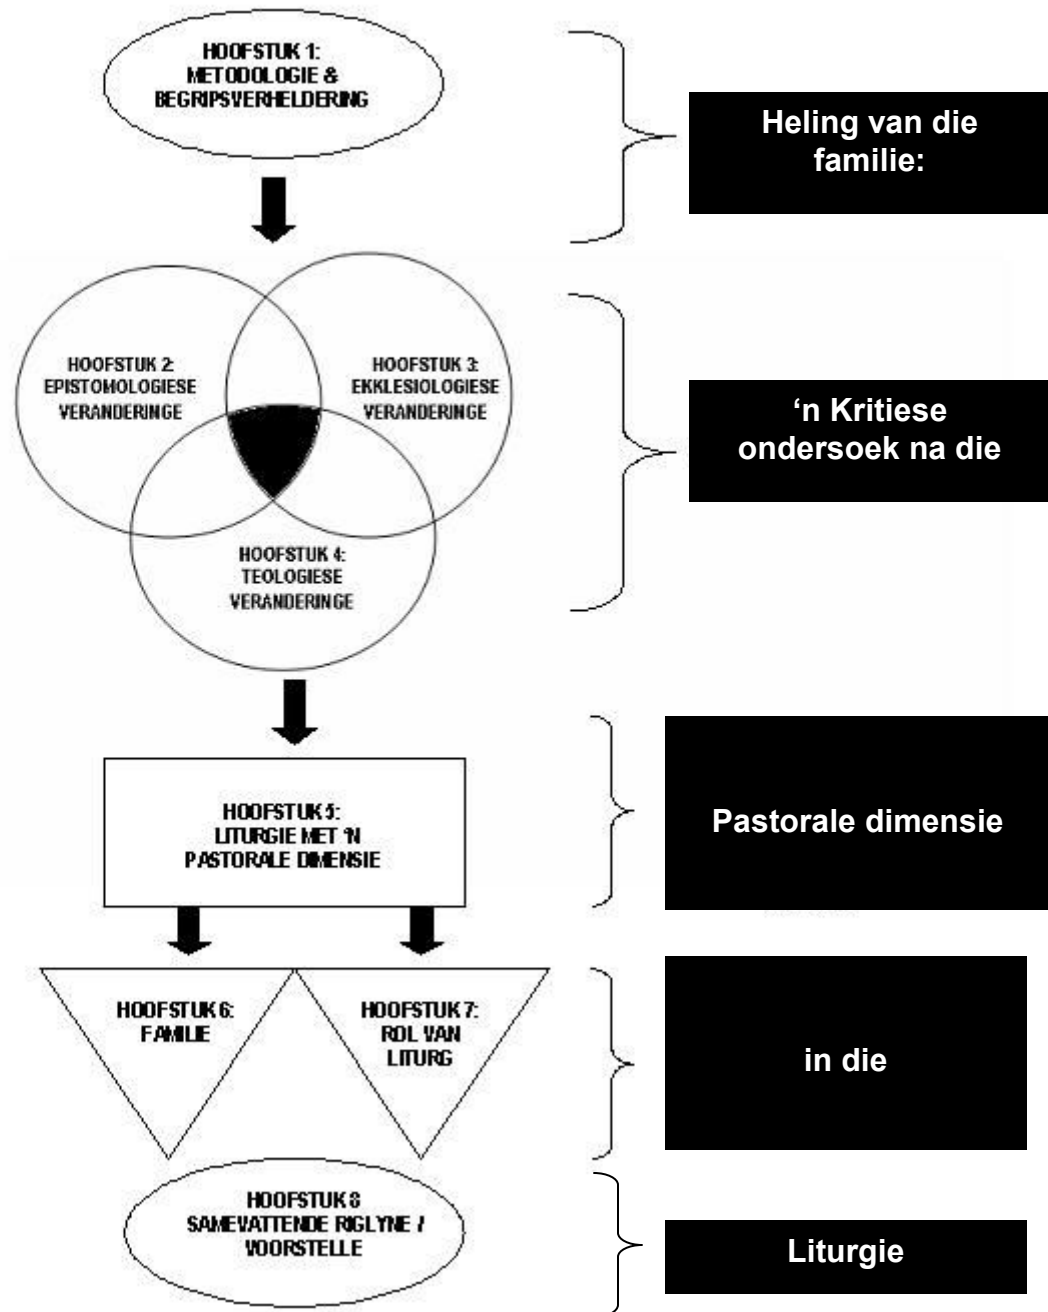 HOOFSTUK 1:
METODOLOGIE &
BEGRIPSVERHELDERING
Heling van die
familie:
HOOFSTUK 2:
EPISTOMOLOGIESE
VERANDERINGE
HOOFSTUK 3:
EKKLESIOLOGIESE
VERANDERINGE
HOOFSTUK 4:
TEOLOGIESE
VERANDERINGE
‘n Kritiese
ondersoek na die
HOOFSTUK 5:
LITURGIE MET 'N
PASTORALE DIMENSIE
Pastorale dimensie
HOOFSTUK 6:
FAMILIE
HOOFSTUK 7:
ROL VAN
LITURG
in die
HOOFSTUK 8
SAMEVATTENDE RIGLYNE /
VOORSTELLE
Liturgie